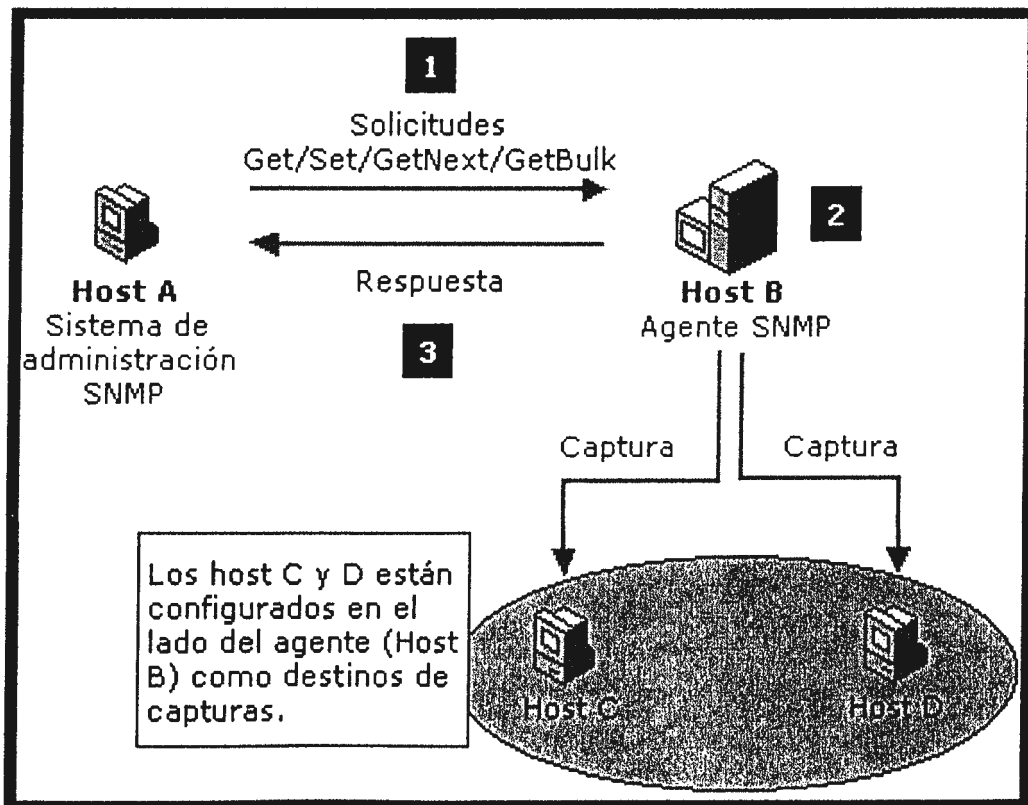 1
Solicitudes
Get/Set/GetNext/GetBulk
2
Respuesta
Host A
Sistema de
administración
SNMP
Host B
Agente SNMP
3
Captura
Captura
Los host C y D están
configurados en el
lado del agente (Host
B) como destinos de
capturas.
Host C
Host D